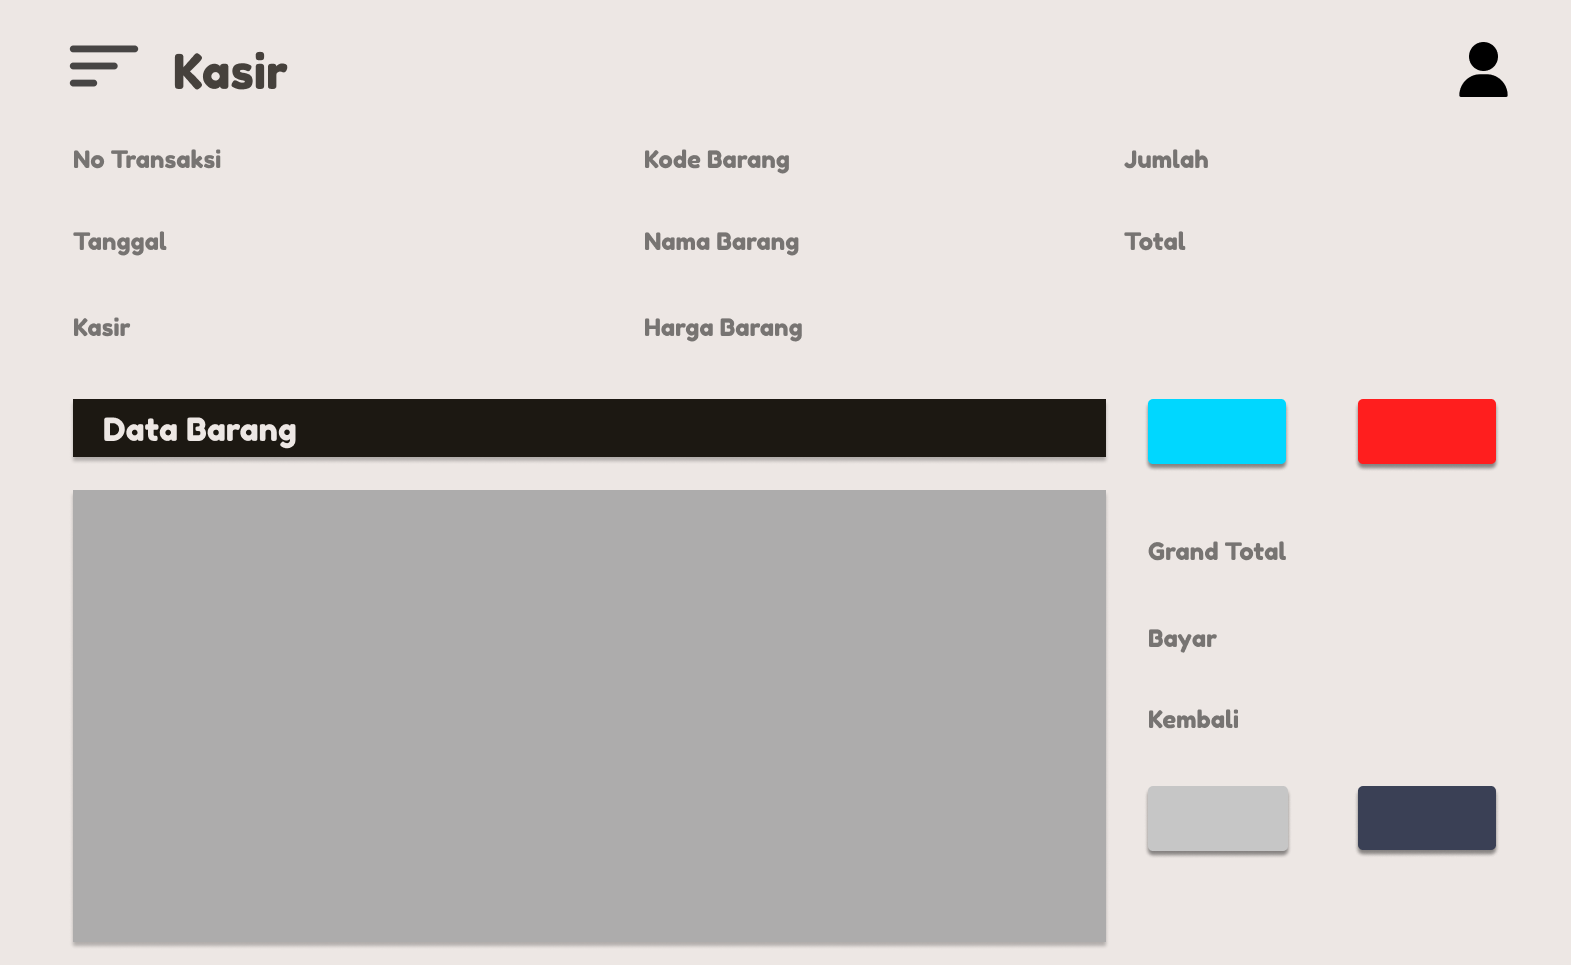 Kasir
No Transaksi
Kode Barang
Jumlah
Tanggal
Nama Barang
Total
Kasir
Harga Barang
Data Barang
Grand Total
Bayar
Kembali